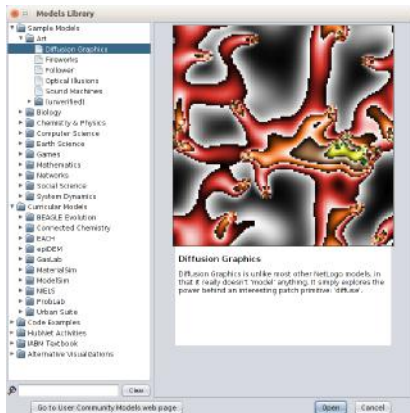 Models Library
Sample Models
Art
Diffusion Graphics
Fireworks
Follower
Optical Illusions
Sound Machines
(unverified)
Biology
Chemistry & Physics
Computer Science
Earth Science
Games
Mathematics
Networks
Social Science
System Dynamics
Curricular Models
BEAGLE Evolution
Connected Chemistry
EACH
epiDEM
GasLab
MaterialSim
ModelSim
NIELS
ProbLab
Urban Suite
Code Examples
HubNet Activities
IABM Textbook
Alternative Visualizations
Diffusion Graphics
Diffusion Graphics is unlike most other NetLogo models, in
that it really doesn't 'model' anything. It simply explores the
power behind an interesting patch primitive: 'diffuse'.
Clear
Go to User Community Models web page
Open
Cancel